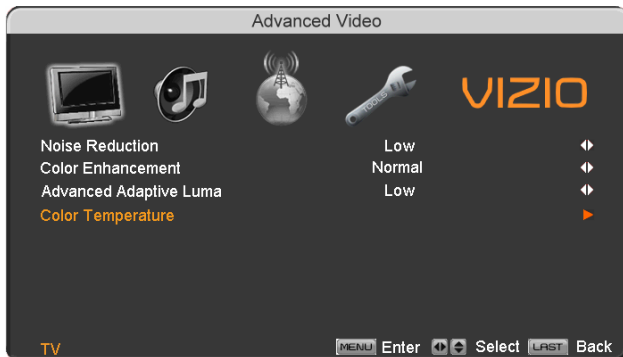 Advanced Video
TOOLS
VIZIO
Noise Reduction Low
Color Enhancement Normal
Advanced Adaptive Luma Low
Color Temperature
TV MENU Enter Select LAST Back